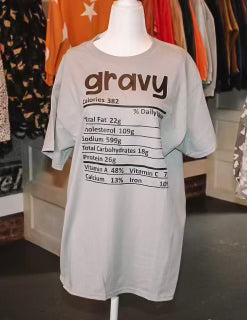 gravy
Calories 382
% Daily
Total Fat 22g
Cholesterol 109g
Sodium 599g
Total Carbohydrates 18g
Protein 26g
Vitamin A 48% Vitamin C 7
Calcium 13% Iron 10%